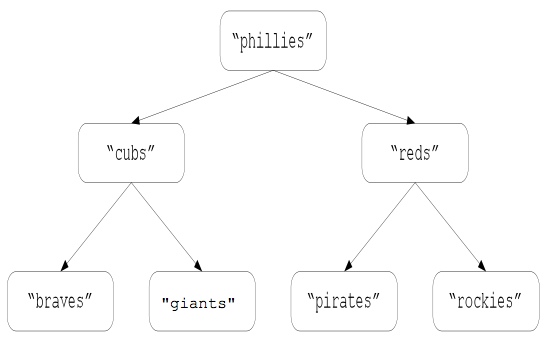 “phillies”
“cubs”
“reds”
“braves”
"giants"
“pirates”
“rockies”